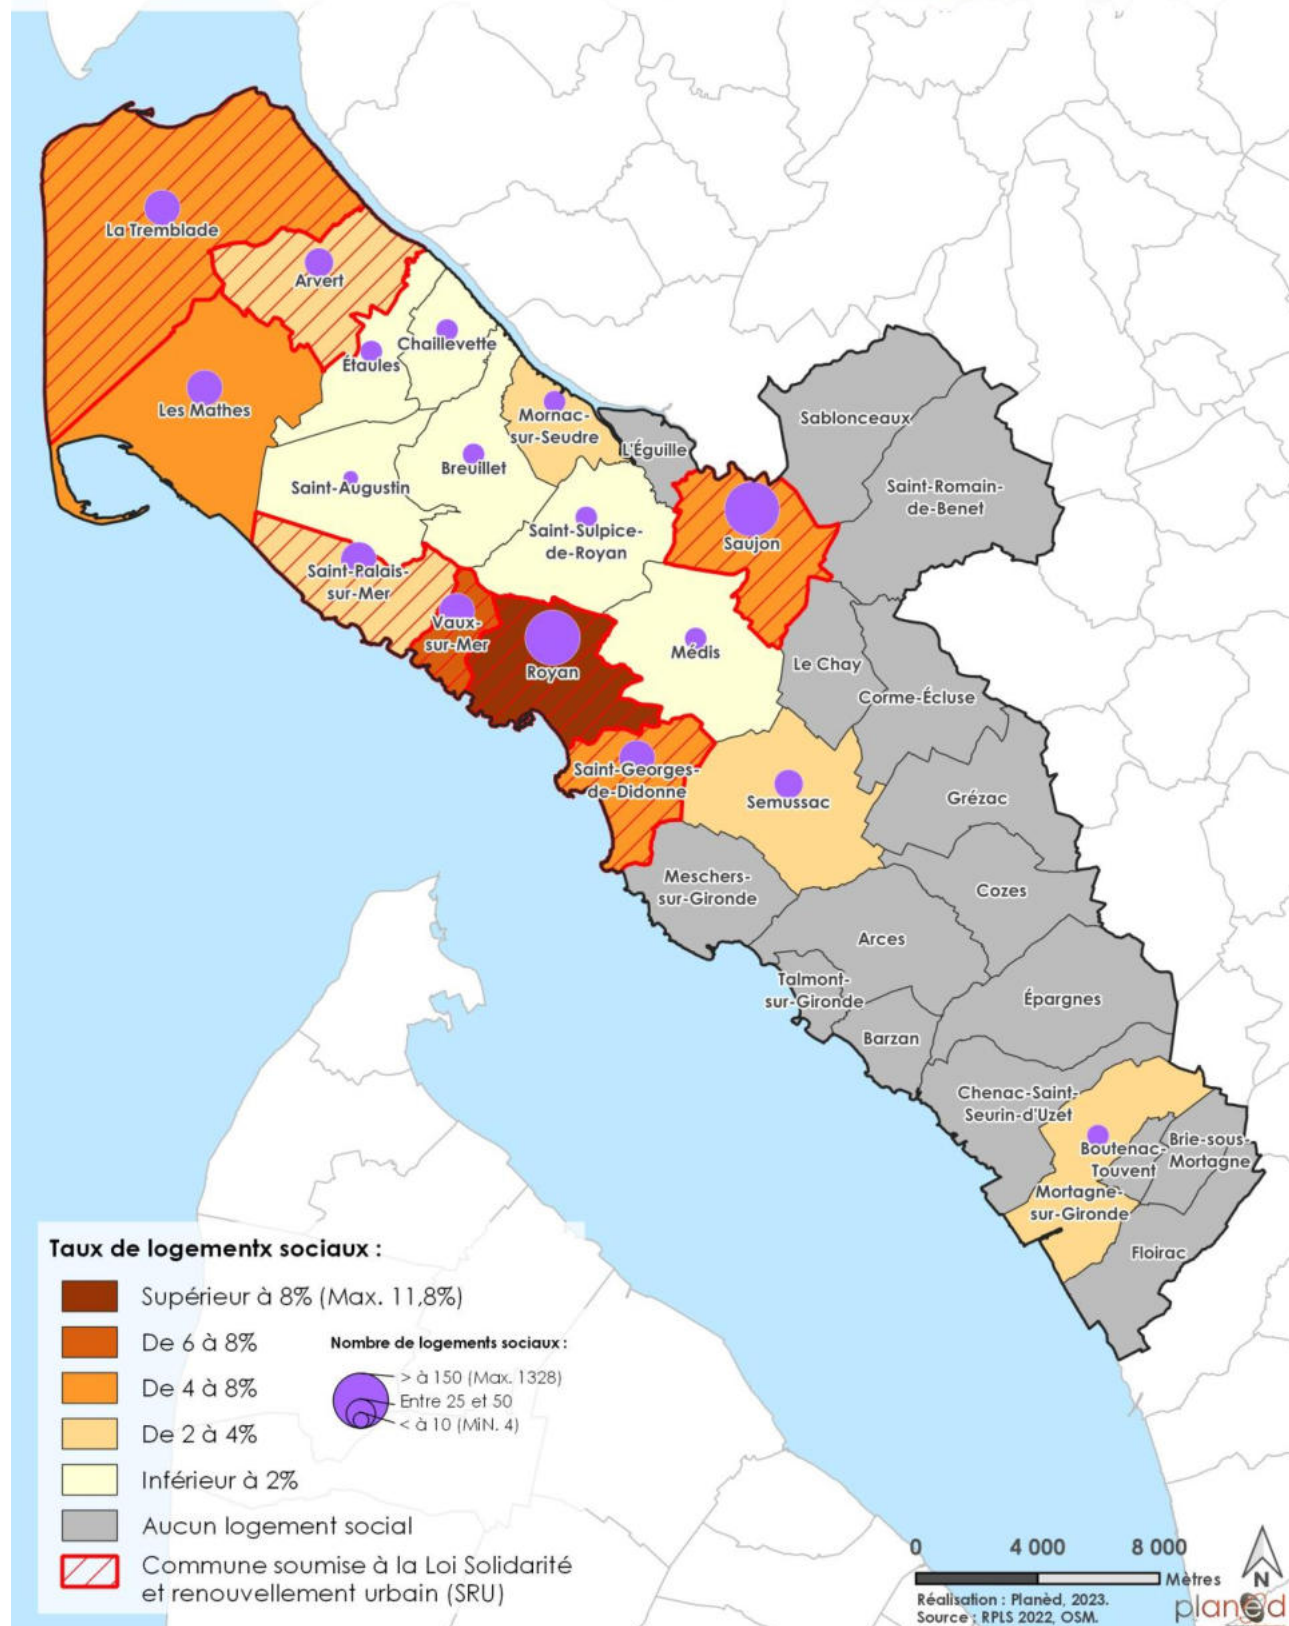 La Tremblade
Arvert
Chaillevette
Étaules
Les Mathes
Mornac-
sur-Seudre
L'Éguille
Sablonceaux
Breuillet
Saint-Augustin
Saint-Romain-
de-Benet
Saint-Sulpice-
de-Royan
Saujon
Saint-Palais-
sur-Mer
Vaux-
sur-Mer
Royan
Médis
Le Chay
Corme-Écluse
Saint-Georges-
de-Didonne
Semussac
Grézac
Meschers-
sur-Gironde
Cozes
Arces
Talmont-
sur-Gironde
Épargnes
Barzan
Chenac-Saint-
Seurin-d'Uzet
Boutenac-
Touvent
Brie-sous-
Mortagne
Mortagne-
sur-Gironde
Floirac
Taux de logementx sociaux :
Supérieur à 8% (Max. 11,8%)
De 6 à 8%
De 4 à 8%
De 2 à 4%
Inférieur à 2%
Aucun logement social
Commune soumise à la Loi Solidarité
et renouvellement urbain (SRU)
Nombre de logements sociaux :
> à 150 (Max. 1328)
Entre 25 et 50
< à 10 (MiN. 4)
0 4 000 8 000
Mètres
N
Réalisation : Planèd, 2023.
Source : RPLS 2022, OSM.
planèd